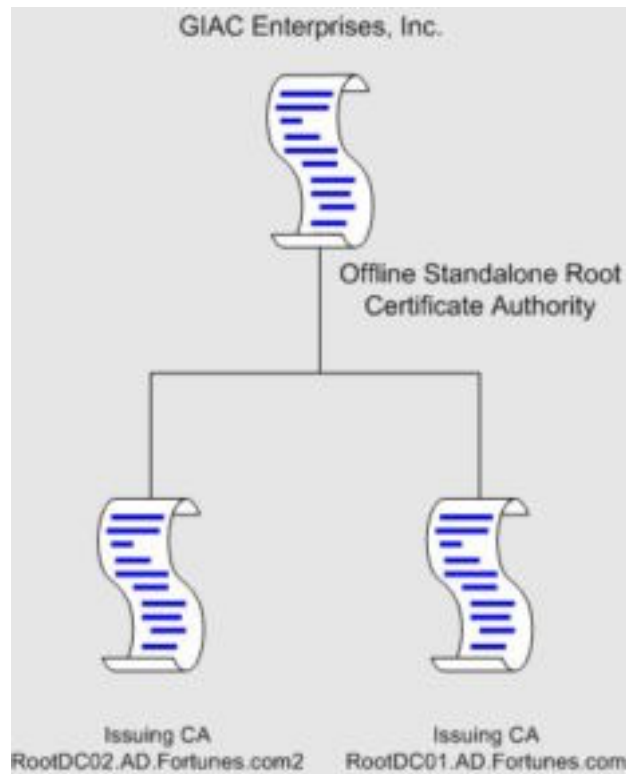 GIAC Enterprises, Inc.
Offline Standalone Root
Certificate Authority
Issuing CA
RootDC02.AD.Fortunes.com2
Issuing CA
RootDC01.AD.Fortunes.com